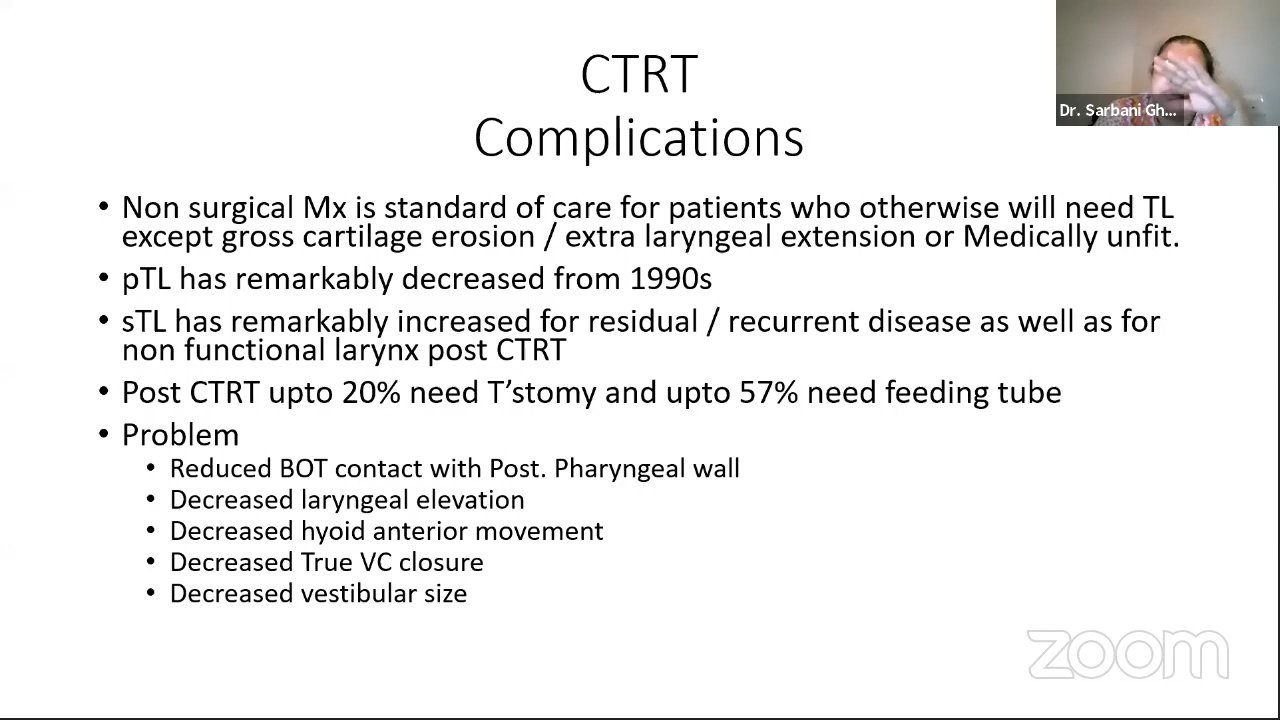 CTRT
Complications
Dr. Sarbani Gh...
• Non surgical Mx is standard of care for patients who otherwise will need TL
except gross cartilage erosion / extra laryngeal extension or Medically unfit.
• pTL has remarkably decreased from 1990s
• sTL has remarkably increased for residual / recurrent disease as well as for
non functional larynx post CTRT
• Post CTRT upto 20% need T’stomy and upto 57% need feeding tube
• Problem
• Reduced BOT contact with Post. Pharyngeal wall
• Decreased laryngeal elevation
• Decreased hyoid anterior movement
• Decreased True VC closure
• Decreased vestibular size
zoom